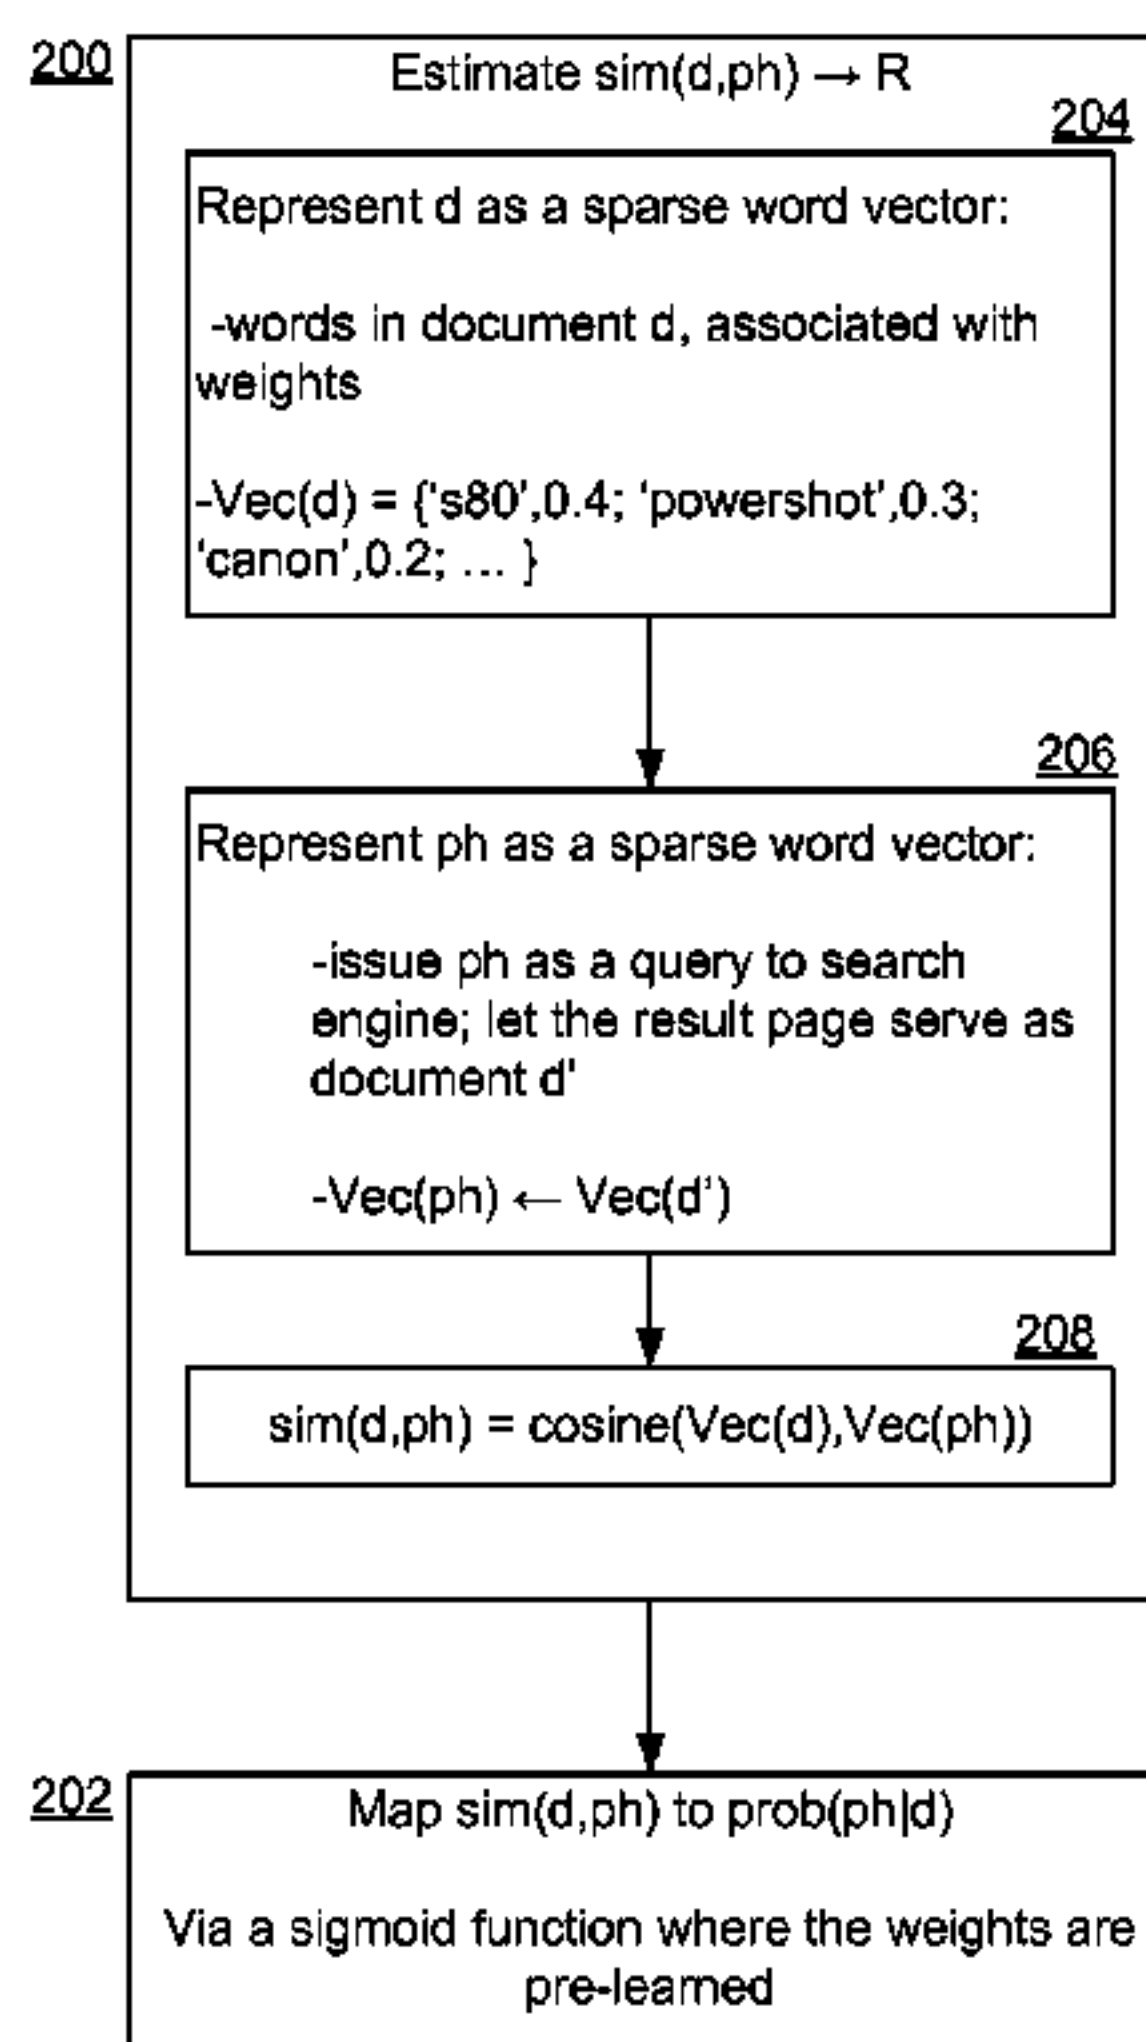 200
Estimate sim(d,ph) → R
204
Represent d as a sparse word vector:
-words in document d, associated with
weights
-Vec(d) = {‘s80’,0.4; ‘powershot’,0.3;
‘canon’,0.2; ... }
206
Represent ph as a sparse word vector:
-issue ph as a query to search
engine; let the result page serve as
document d'
-Vec(ph) ← Vec(d‘)
208
sim(d,ph) = cosine(Vec(d),Vec(ph))
202
Map sim(d,ph) to prob(ph|d)
Via a sigmoid function where the weights are
pre-learned